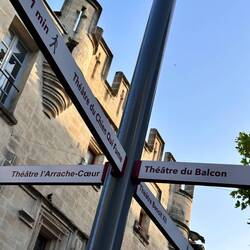 1 min
Théâtre du Chien Qui Fume
Théâtre du Balcon
Théâtre l'Arrache-Cœur